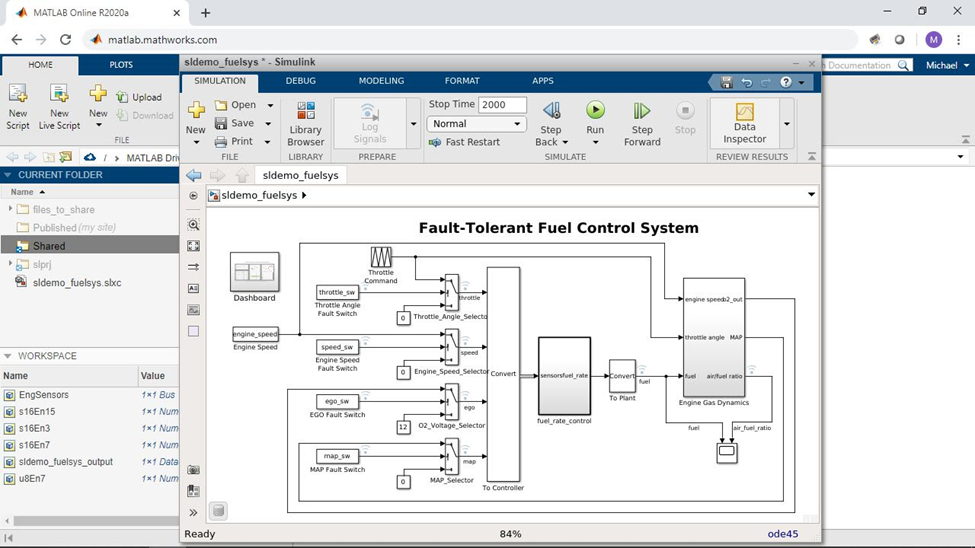 MATLAB Online R2020a
matlab.mathworks.com
M
sldemo_fuelsys * - Simulink
HOME
PLOTS
Documentation
Michael
SIMULATION
DEBUG
MODELING
FORMAT
APPS
New Script
New Live Script
New
Upload
Download
FILE
New
Open
Save
Print
FILE
Library Browser
LIBRARY
Log Signals
PREPARE
Stop Time 2000
Normal
Fast Restart
Step Back
Run
Step Forward
Stop
SIMULATE
Data Inspector
REVIEW RESULTS
/ MATLAB Driv
CURRENT FOLDER
Name
files_to_share
Published (my site)
Shared
slprj
sldemo_fuelsys.slxc
WORKSPACE
Name Value
EngSensors 1×1 Bus
s16En15 1×1 Num
s16En3 1×1 Num
s16En7 1×1 Num
sldemo_fuelsys_output 1×1 Data
u8En7 1×1 Num
sldemo_fuelsys
sldemo_fuelsys
Fault-Tolerant Fuel Control System
Dashboard
Throttle
Command
throttle_sw
Throttle Angle
Fault Switch
0
throttle
Throttle_Angle_Selecto
engine_speed
Engine Speed
speed_sw
Engine Speed
Fault Switch
0
speed
Engine_Speed_Selector
ego_sw
EGO Fault Switch
12
ego
O2_Voltage_Selector
map_sw
MAP Fault Switch
0
map
MAP_Selector
Convert
To Controller
sensors fuel_rate
fuel_rate_control
Convert
To Plant
fuel
engine speed o2_out
throttle angle MAP
fuel air/fuel ratio
Engine Gas Dynamics
fuel
air_fuel_ratio
Ready
84%
ode45